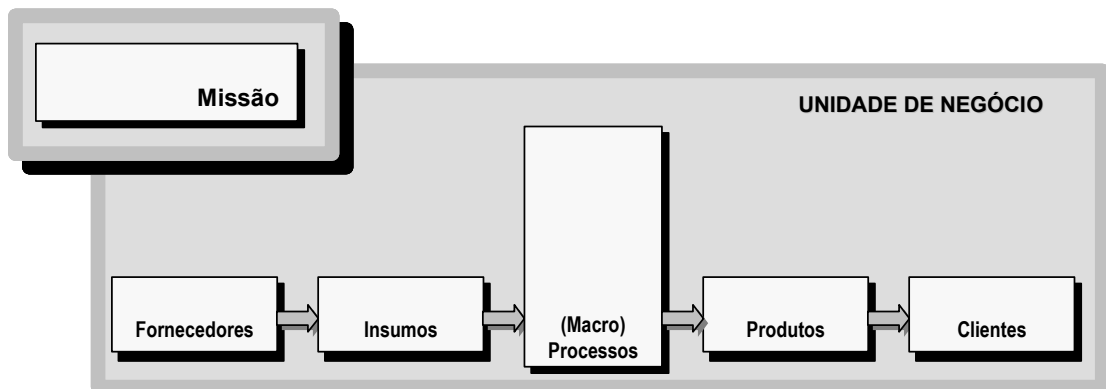 Missão
UNIDADE DE NEGÓCIO
Fornecedores
Insumos
(Macro)
Processos
Produtos
Clientes